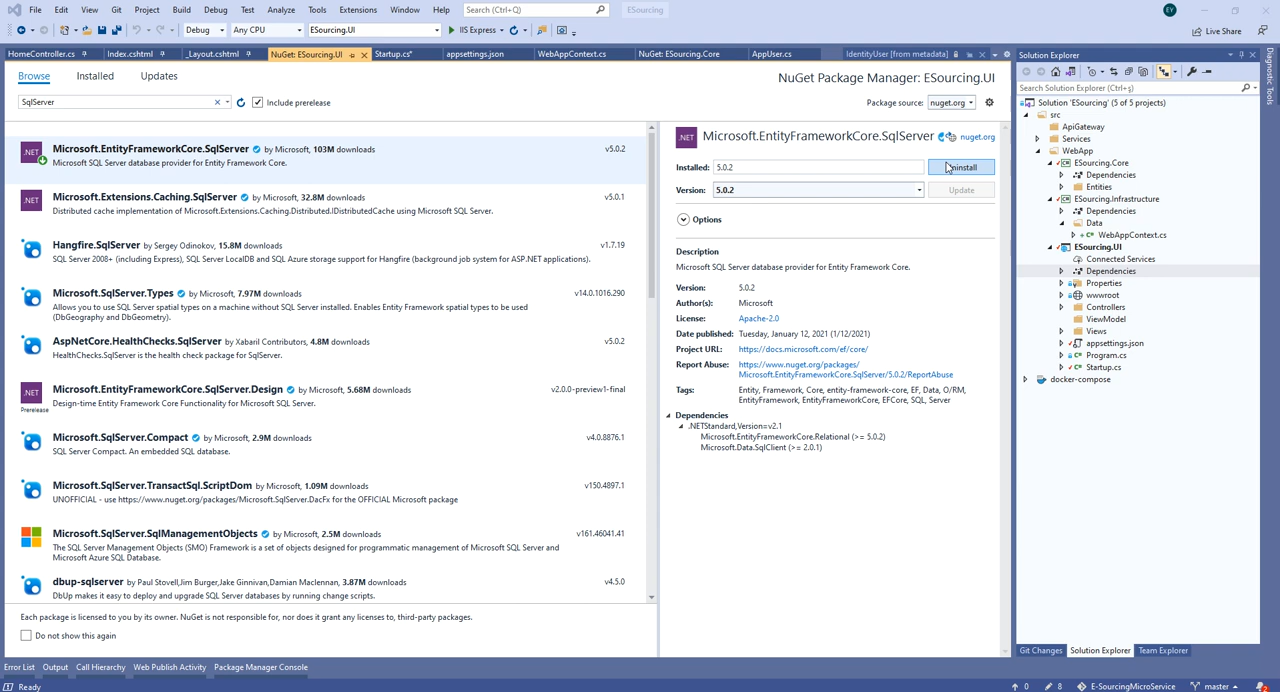 File Edit View Git Project Build Debug Test Analyze Tools Extensions Window Help Search (Ctrl+Q) ESourcing EY
Debug Any CPU ESourcing.UI IIS Express Live Share
HomeController.cs Index.cshtml _Layout.cshtml NuGet: ESourcing.UI Startup.cs* appsettings.json WebAppContext.cs NuGet: ESourcing.Core AppUser.cs IdentityUser [from metadata]
Browse Installed Updates
NuGet Package Manager: ESourcing.UI
SqlServer Include prerelease
Package source: nuget.org
.NET
Microsoft.EntityFrameworkCore.SqlServer by Microsoft, 103M downloads v5.0.2
Microsoft SQL Server database provider for Entity Framework Core.
.NET
Microsoft.Extensions.Caching.SqlServer by Microsoft, 32.8M downloads v5.0.1
Distributed cache implementation of Microsoft.Extensions.Caching.Distributed.IDistributedCache using Microsoft SQL Server.
Hangfire.SqlServer by Sergey Odinokov, 15.8M downloads v1.7.19
SQL Server 2008+ (including Express), SQL Server LocalDB and SQL Azure storage support for Hangfire (background job system for ASP.NET applications).
Microsoft.SqlServer.Types by Microsoft, 7.97M downloads v14.0.1016.290
Allows you to use SQL Server spatial types on a machine without SQL Server installed. Enables Entity Framework spatial types to be used
(DbGeography and DbGeometry).
AspNetCore.HealthChecks.SqlServer by Xabaril Contributors, 4.8M downloads v5.0.2
HealthChecks.SqlServer is the health check package for SqlServer.
.NET
Prerelease
Microsoft.EntityFrameworkCore.SqlServer.Design by Microsoft, 5.68M downloads v2.0.0-preview1-final
Design-time Entity Framework Core Functionality for Microsoft SQL Server.
Microsoft.SqlServer.Compact by Microsoft, 2.9M downloads v4.0.8876.1
SQL Server Compact. An embedded SQL database.
Microsoft.SqlServer.TransactSql.ScriptDom by Microsoft, 1.09M downloads v150.4897.1
UNOFFICIAL - use https://www.nuget.org/packages/Microsoft.SqlServer.DacFx for the OFFICIAL Microsoft package
Microsoft.SqlServer.SqlManagementObjects by Microsoft, 2.5M downloads v161.46041.41
The SQL Server Management Objects (SMO) Framework is a set of objects designed for programmatic management of Microsoft SQL Server and
Microsoft Azure SQL Database.
dbup-sqlserver by Paul Stovell,Jim Burger,Jake Ginnivan,Damian Maclennan, 3.87M downloads v4.5.0
DbUp makes it easy to deploy and upgrade SQL Server databases by running change scripts.
Each package is licensed to you by its owner. NuGet is not responsible for, nor does it grant any licenses to, third-party packages.
Do not show this again
.NET Microsoft.EntityFrameworkCore.SqlServer nuget.org
Installed: 5.0.2
Version: 5.0.2 Update
Options
Description
Microsoft SQL Server database provider for Entity Framework Core.
Version: 5.0.2
Author(s): Microsoft
License: Apache-2.0
Date published: Tuesday, January 12, 2021 (1/12/2021)
Project URL: https://docs.microsoft.com/ef/core/
Report Abuse: https://www.nuget.org/packages/
Microsoft.EntityFrameworkCore.SqlServer/5.0.2/ReportAbuse
Tags: Entity, Framework, Core, entity-framework-core, EF, Data, O/RM,
EntityFramework, EntityFrameworkCore, EFCore, SQL, Server
Dependencies
.NETStandard,Version=v2.1
Microsoft.EntityFrameworkCore.Relational (>= 5.0.2)
Microsoft.Data.SqlClient (>= 2.0.1)
Solution Explorer
Search Solution Explorer (Ctrl+ş)
Solution 'ESourcing' (5 of 5 projects)
src
ApiGateway
Services
WebApp
ESourcing.Core
Dependencies
Entities
ESourcing.Infrastructure
Dependencies
Data
WebAppContext.cs
ESourcing.UI
Connected Services
Dependencies
Properties
wwwroot
Controllers
ViewModel
Views
appsettings.json
Program.cs
Startup.cs
docker-compose
Git Changes Solution Explorer Team Explorer
Diagnostic Tools
Error List Output Call Hierarchy Web Publish Activity Package Manager Console
Ready 0 8 E-SourcingMicroService master